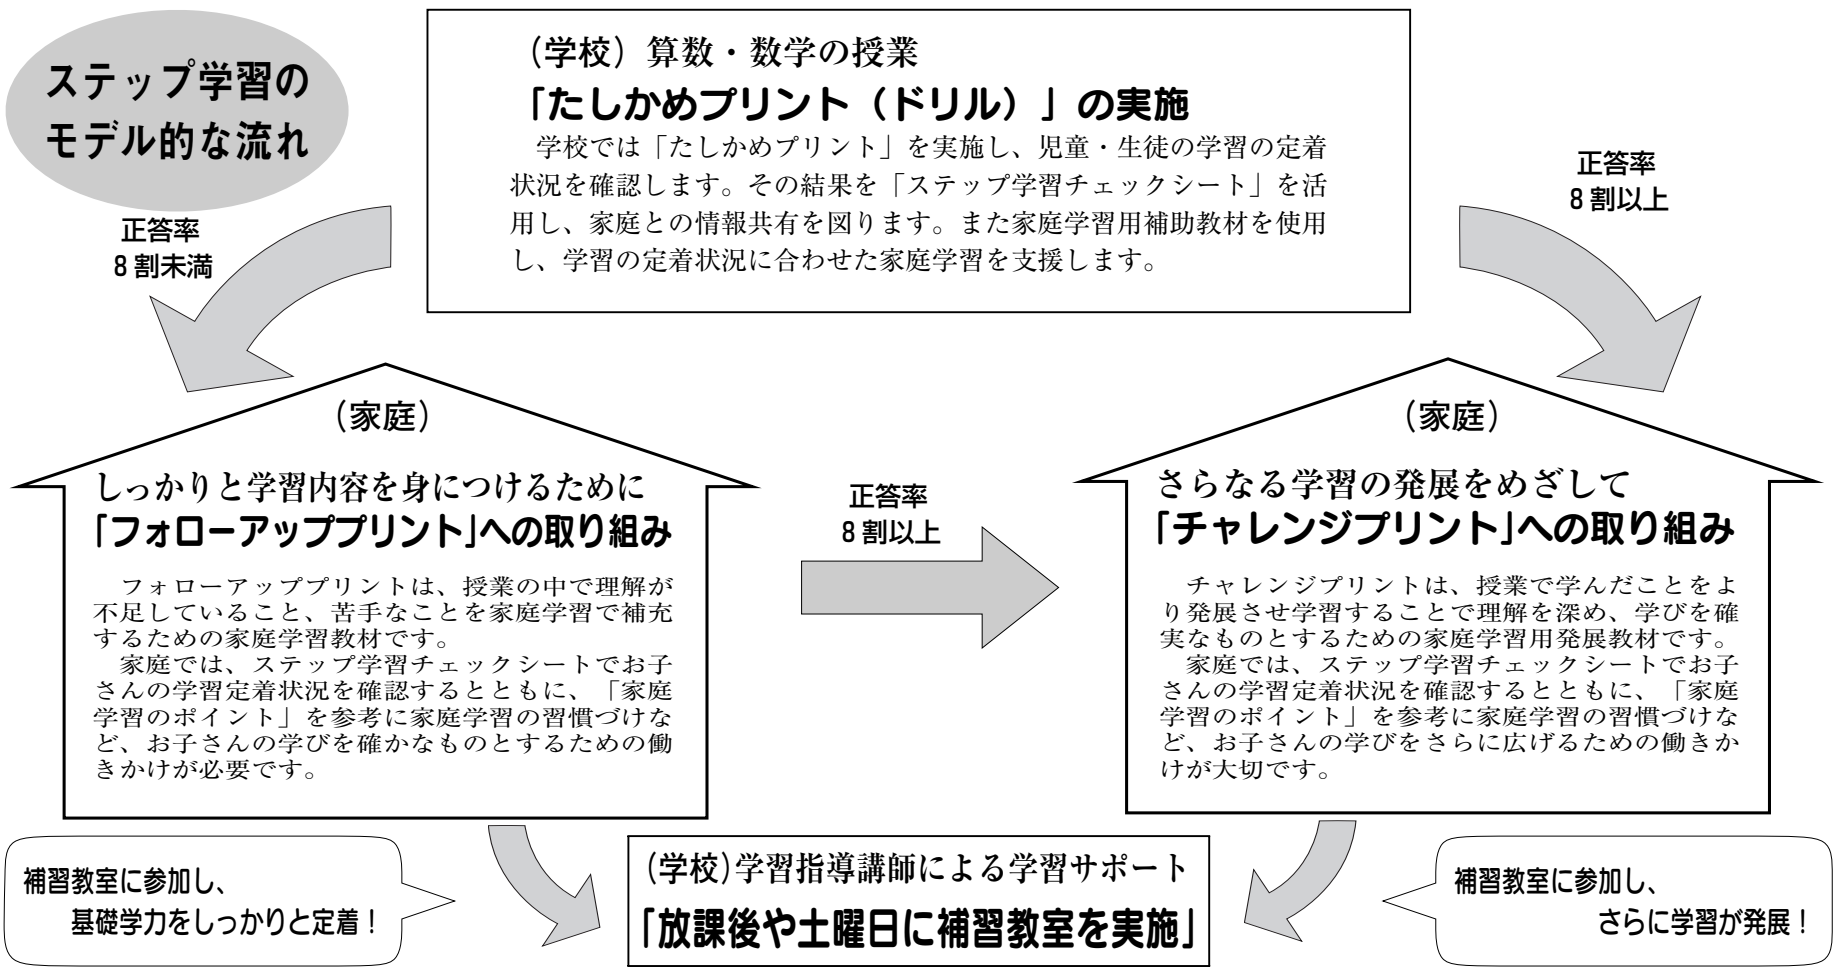 ステップ学習の
モデル的な流れ
（学校）算数・数学の授業
「たしかめプリント（ドリル）」の実施
学校では「たしかめプリント」を実施し、児童・生徒の学習の定着
状況を確認します。その結果を「ステップ学習チェックシート」を活
用し、家庭との情報共有を図ります。また家庭学習用補助教材を使用
し、学習の定着状況に合わせた家庭学習を支援します。
正答率
8割未満
正答率
8割以上
（家庭）
しっかりと学習内容を身につけるために
「フォローアッププリント」への取り組み
フォローアッププリントは、授業の中で理解が
不足していること、苦手なことを家庭学習で補充
するための家庭学習教材です。
家庭では、ステップ学習チェックシートでお子
さんの学習定着状況を確認するとともに、「家庭
学習のポイント」を参考に家庭学習の習慣づけな
ど、お子さんの学びを確かなものとするための働
きかけが必要です。
正答率
8割以上
（家庭）
さらなる学習の発展をめざして
「チャレンジプリント」への取り組み
チャレンジプリントは、授業で学んだことをよ
り発展させ学習することで理解を深め、学びを確
実なものとするための家庭学習用発展教材です。
家庭では、ステップ学習チェックシートでお子
さんの学習定着状況を確認するとともに、「家庭
学習のポイント」を参考に家庭学習の習慣づけな
ど、お子さんの学びをさらに広げるための働きか
けが大切です。
補習教室に参加し、
基礎学力をしっかりと定着！
（学校）学習指導講師による学習サポート
「放課後や土曜日に補習教室を実施」
補習教室に参加し、
さらに学習が発展！